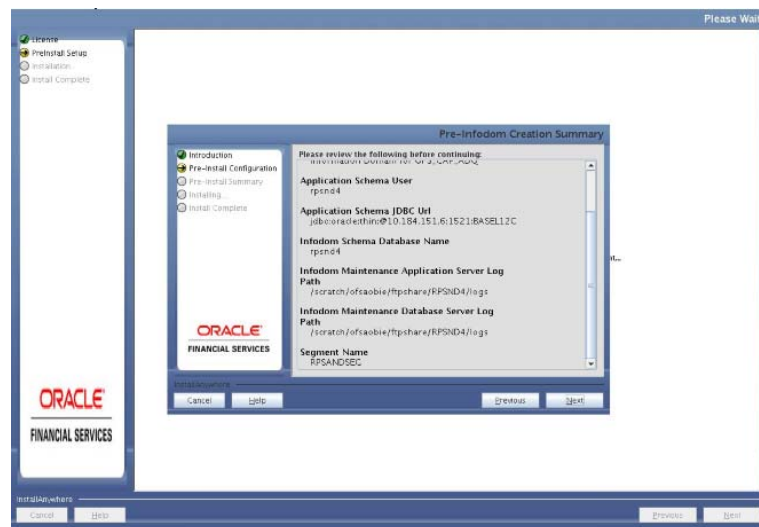 Please Wait
License
PreInstall Setup
Installation...
Install Complete
Pre-Infodom Creation Summary
Introduction
Pre-Install Configuration
Pre-Install Summary
Installing...
Install Complete
Please review the following before continuing:
Information Domain for
Application Schema User
rpsnd4
Application Schema JDBC Url
jdbc:oracle:thin:@10.184.151.6:1521:BASEL12C
Infodom Schema Database Name
rpsnd4
Infodom Maintenance Application Server Log
Path
/scratch/ofsaobie/ftpshare/RPSND4/logs
Infodom Maintenance Database Server Log
Path
/scratch/ofsaobie/ftpshare/RPSND4/logs
Segment Name
RPSANDSEG
ORACLE
FINANCIAL SERVICES
InstallAnywhere
Cancel
Help
Previous
Next
ORACLE
FINANCIAL SERVICES
InstallAnywhere
Cancel
Help
Previous
Next